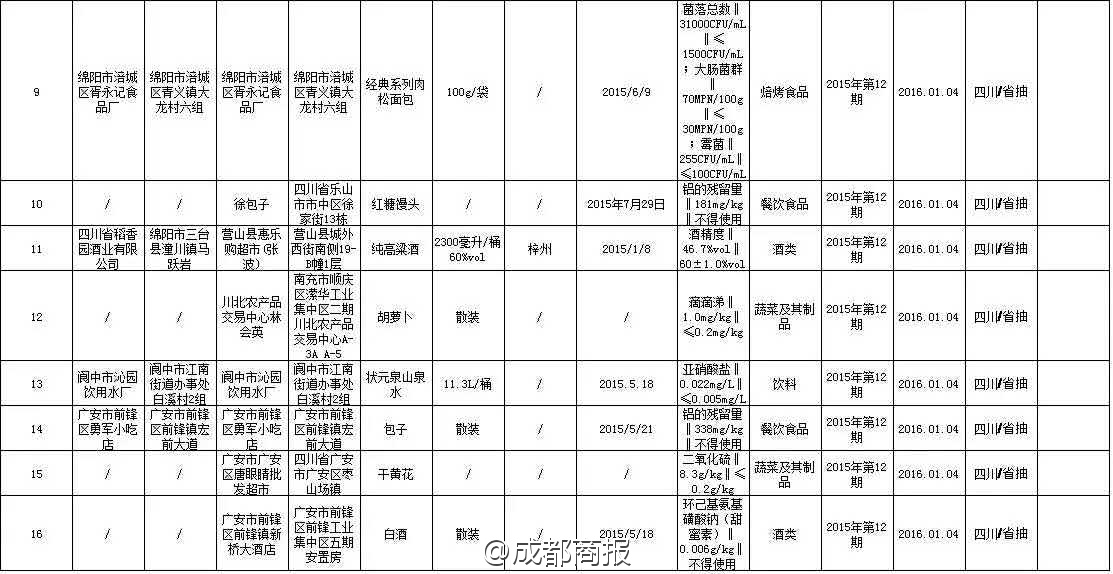 9
绵阳市涪城
区胥永记食
品厂
绵阳市涪城
区青义镇大
龙村六组
绵阳市涪城
区胥永记食
品厂
绵阳市涪城
区青义镇大
龙村六组
经典系列肉
松面包
100g/袋
/
2015/6/9
菌落总数‖
31000CFU/mL
‖≤
1500CFU/mL
；大肠菌群
‖
70MPN/100g
‖≤
30MPN/100g
；霉菌‖
255CFU/mL
‖≤100CFU/mL
焙烤食品
2015年第12
期
2016.01.04
四川/省抽
10
/
/
徐包子
四川省乐山
市市中区徐
家街13栋
红糖馒头
/
/
2015年7月29日
铝的残留量
‖181mg/kg
‖不得使用
餐饮食品
2015年第12
期
2016.01.04
四川/省抽
11
四川省稻香
园酒业有限
公司
绵阳市三台
县潼川镇马
跃岩
营山县惠乐
购超市(张
波)
营山县城外
西街南侧19-
B幢1层
纯高粱酒
2300毫升/桶
60%vol
梓州
2015/1/8
酒精度‖
46.7%vol‖
60±1.0%vol
酒类
2015年第12
期
2016.01.04
四川/省抽
12
/
/
川北农产品
交易中心林
会英
南充市顺庆
区潆华工业
集中区二期
川北农产品
交易中心A-
3A A-5
胡萝卜
散装
/
/
滴滴涕‖
1.0mg/kg‖
≤0.2mg/kg
蔬菜及其制
品
2015年第12
期
2016.01.04
四川/省抽
13
阆中市沁园
饮用水厂
阆中市江南
街道办事处
白溪村2组
阆中市沁园
饮用水厂
阆中市江南
街道办事处
白溪村2组
状元泉山泉
水
11.3L/桶
/
2015.5.18
亚硝酸盐‖
0.022mg/L‖
≤0.005mg/L
饮料
2015年第12
期
2016.01.04
四川/省抽
14
广安市前锋
区勇军小吃
店
广安市前锋
区前锋镇宏
前大道
广安市前锋
区勇军小吃
店
广安市前锋
区前锋镇宏
前大道
包子
散装
/
2015/5/21
铝的残留量
‖338mg/kg
‖不得使用
餐饮食品
2015年第12
期
2016.01.04
四川/省抽
15
/
/
广安市广安
区唐眼睛批
发超市
四川省广安
市广安区枣
山场镇
干黄花
/
/
/
二氧化硫‖
8.3g/kg‖≤
0.2g/kg
蔬菜及其制
品
2015年第12
期
2016.01.04
四川/省抽
16
/
/
广安市前锋
区前锋镇新
桥大酒店
广安市前锋
区前锋工业
集中区五期
安置房
白酒
散装
/
2015/5/18
环己基氨基
磺酸钠（甜
蜜素）‖
0.006g/kg‖
不得使用
酒类
2015年第12
期
2016.01.04
四川/省抽
@成都商报